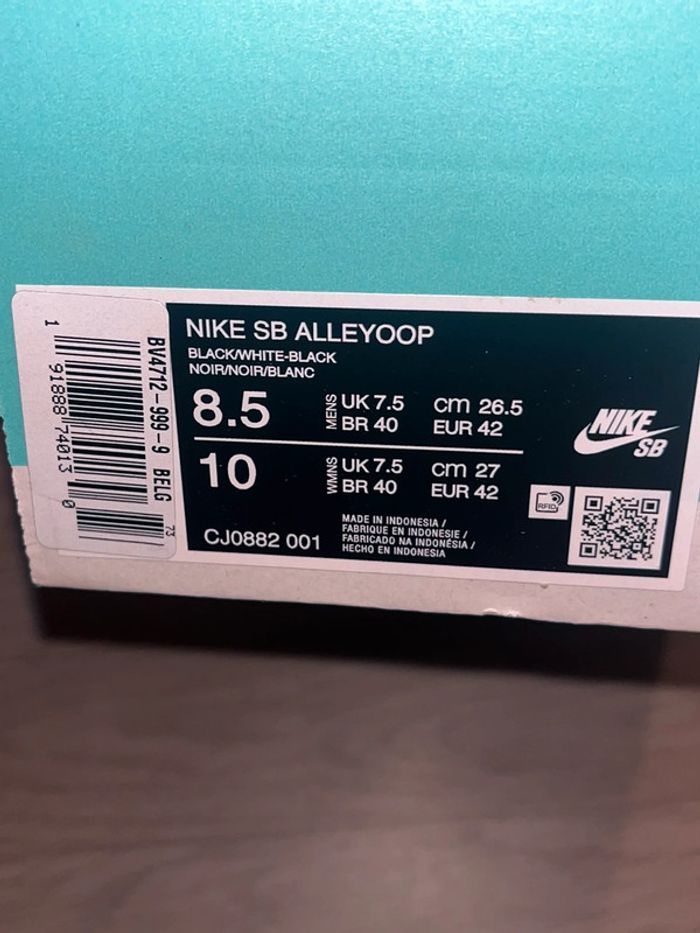 BV4712-999-9 BELG
1 91888 74013 0
73
NIKE SB ALLEYOOP
BLACK/WHITE-BLACK
NOIR/NOIR/BLANC
8.5 MENS UK 7.5 cm 26.5
BR 40 EUR 42
10 WMNS UK 7.5 cm 27
BR 40 EUR 42
CJ0882 001
MADE IN INDONESIA /
FABRIQUE EN INDONESIE /
FABRICADO NA INDONÉSIA /
HECHO EN INDONESIA
NIKE
SB
RFID